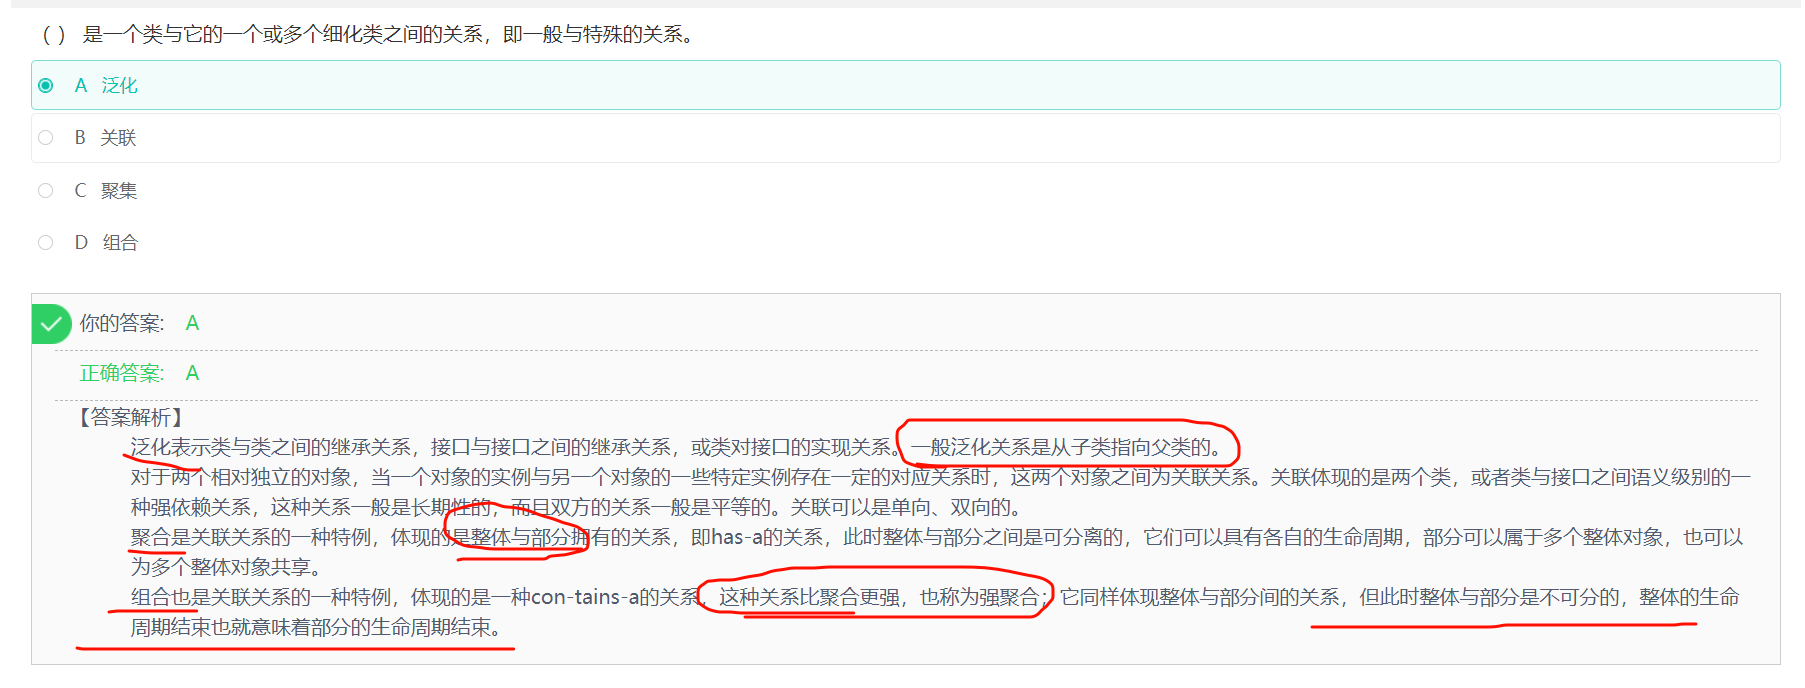 （ ） 是一个类与它的一个或多个细化类之间的关系，即一般与特殊的关系。
A 泛化
B 关联
C 聚集
D 组合
你的答案： A
正确答案： A
【答案解析】
泛化表示类与类之间的继承关系，接口与接口之间的继承关系，或类对接口的实现关系。一般泛化关系是从子类指向父类的。
对于两个相对独立的对象，当一个对象的实例与另一个对象的一些特定实例存在一定的对应关系时，这两个对象之间为关联关系。关联体现的是两个类，或者类与接口之间语义级别的一
种强依赖关系，这种关系一般是长期性的，而且双方的关系一般是平等的。关联可以是单向、双向的。
聚合是关联关系的一种特例，体现的是整体与部分拥有的关系，即has-a的关系，此时整体与部分之间是可分离的，它们可以具有各自的生命周期，部分可以属于多个整体对象，也可以
为多个整体对象共享。
组合也是关联关系的一种特例，体现的是一种con-tains-a的关系，这种关系比聚合更强，也称为强聚合；它同样体现整体与部分间的关系，但此时整体与部分是不可分的，整体的生命
周期结束也就意味着部分的生命周期结束。